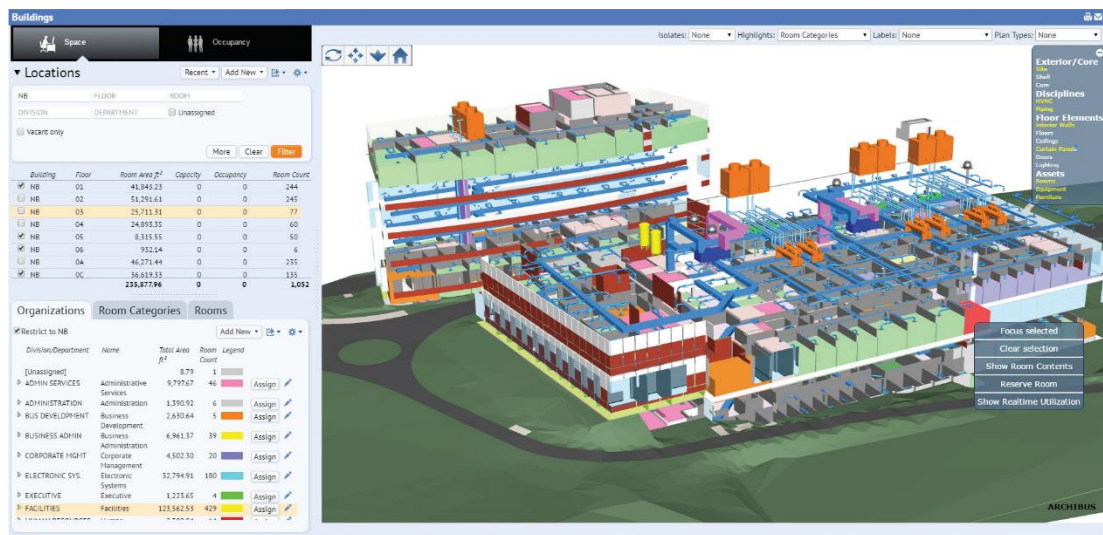 Buildings
Space
Occupancy
Isolates: None
Highlights: Room Categories
Labels: None
Plan Types: None
Locations
Recent
Add New
NB
FLOOR
ROOM
DIVISION
DEPARTMENT
Unassigned
Vacant only
More
Clear
Filter
Building Floor Room Area ft² Capacity Occupancy Room Count
NB 01 41,843.23 0 0 244
NB 02 51,291.61 0 0 245
NB 03 25,711.31 0 0 77
NB 04 24,893.35 0 0 60
NB 05 8,315.55 0 0 50
NB 06 932.14 0 0 6
NB 0A 46,271.44 0 0 235
NB 0C 36,619.33 0 0 135
235,877.96 0 0 1,052
Organizations
Room Categories
Rooms
Restrict to NB
Add New
Division/Department Name Total Area ft² Room Count Legend
[Unassigned] 8.79 1
ADMIN SERVICES Administrative Services 9,797.67 46 Assign
ADMINISTRATION Administration 1,390.92 6 Assign
BUS DEVELOPMENT Business Development 2,630.64 5 Assign
BUSINESS ADMIN Business Administration 6,961.37 39 Assign
CORPORATE MGMT Corporate Management 4,502.30 20 Assign
ELECTRONIC SYS. Electronic Systems 32,794.91 180 Assign
EXECUTIVE Executive 1,223.65 4 Assign
FACILITIES Facilities 123,562.53 429 Assign
Exterior/Core
Site
Shell
Core
Disciplines
HVAC
Piping
Floor Elements
Interior Walls
Floors
Ceilings
Curtain Panels
Doors
Lighting
Assets
Rooms
Equipment
Furniture
Focus selected
Clear selection
Show Room Contents
Reserve Room
Show Realtime Utilization
ARCHIBUS